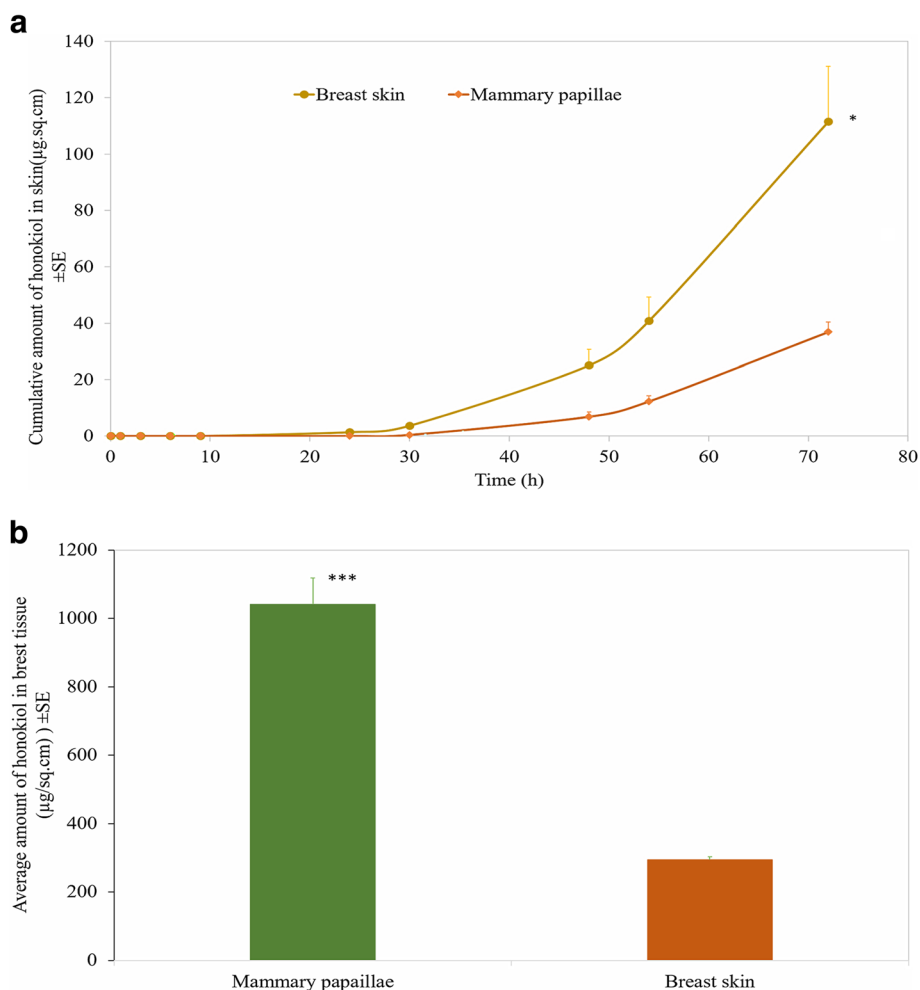 a
140
120
100
80
60
40
20
0
Breast skin
Mammary papillae
*
Cumulative amount of honokiol in skin(µg.sq.cm)
±SE
0 10 20 30 40 50 60 70 80
Time (h)
b
1200
1000
800
600
400
200
0
***
Average amount of honokiol in brest tissue
(µg/sq.cm) ) ±SE
Mammary papaillae
Breast skin